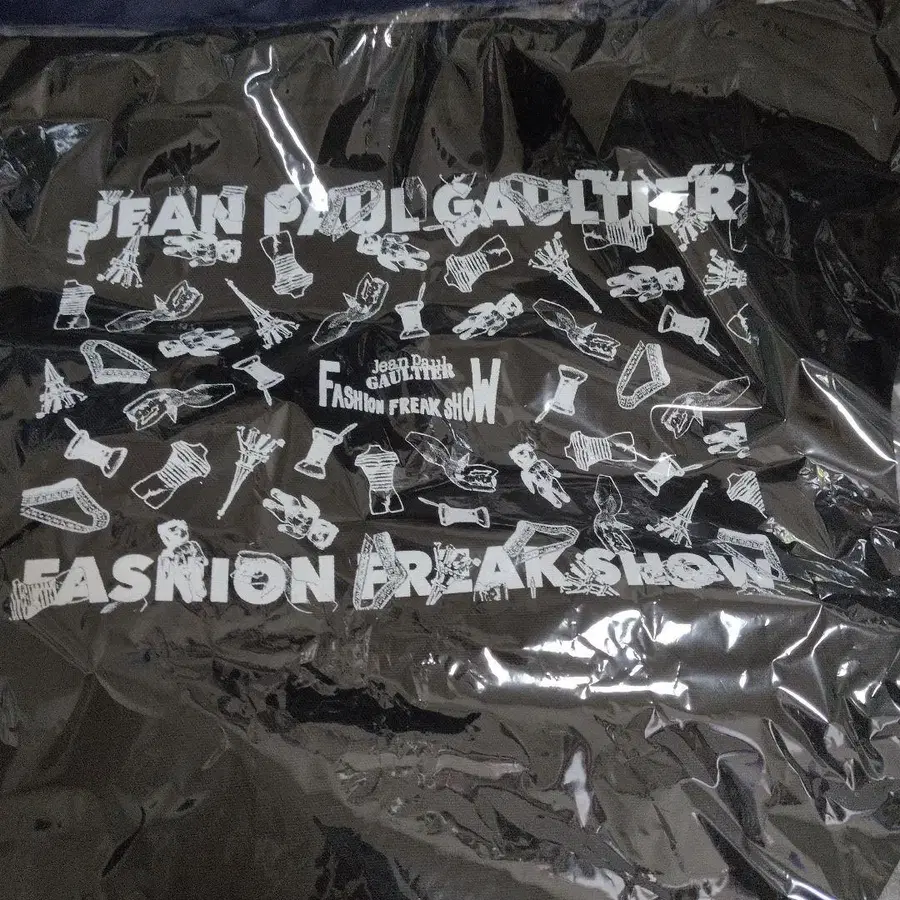 JEAN PAUL GAULTIER
Jean Paul
GAULTIER
FASHION FREAK SHOW
FASHION FREAK SHOW